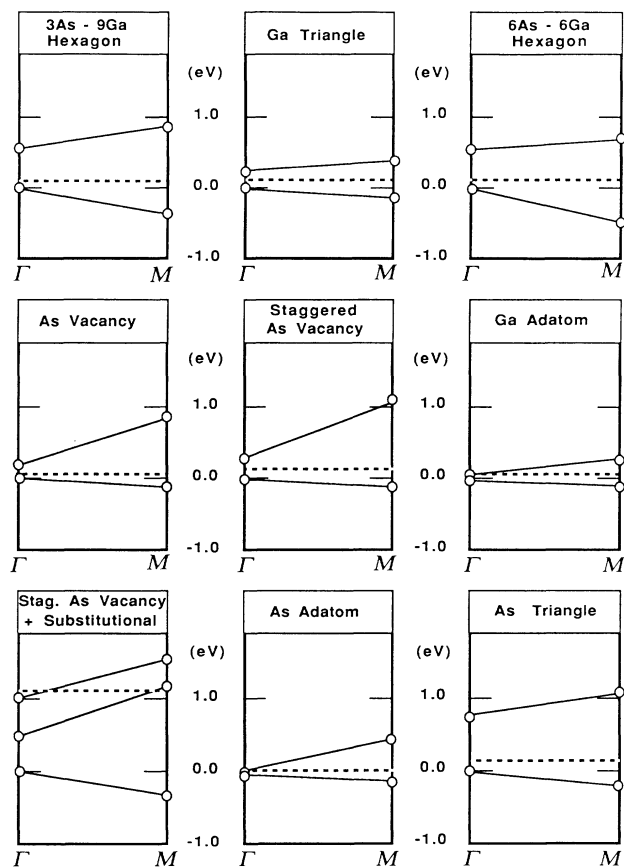 3As - 9Ga
Hexagon
(eV)
Ga Triangle
(eV)
6As - 6Ga
Hexagon
1.0
1.0
0.0
0.0
-1.0
-1.0
Γ M
Γ M
Γ M
As Vacancy
(eV)
Staggered
As Vacancy
(eV)
Ga Adatom
1.0
1.0
0.0
0.0
-1.0
-1.0
Γ M
Γ M
Γ M
Stag. As Vacancy
+ Substitutional
(eV)
As Adatom
(eV)
As Triangle
1.0
1.0
0.0
0.0
-1.0
-1.0
Γ M
Γ M
Γ M